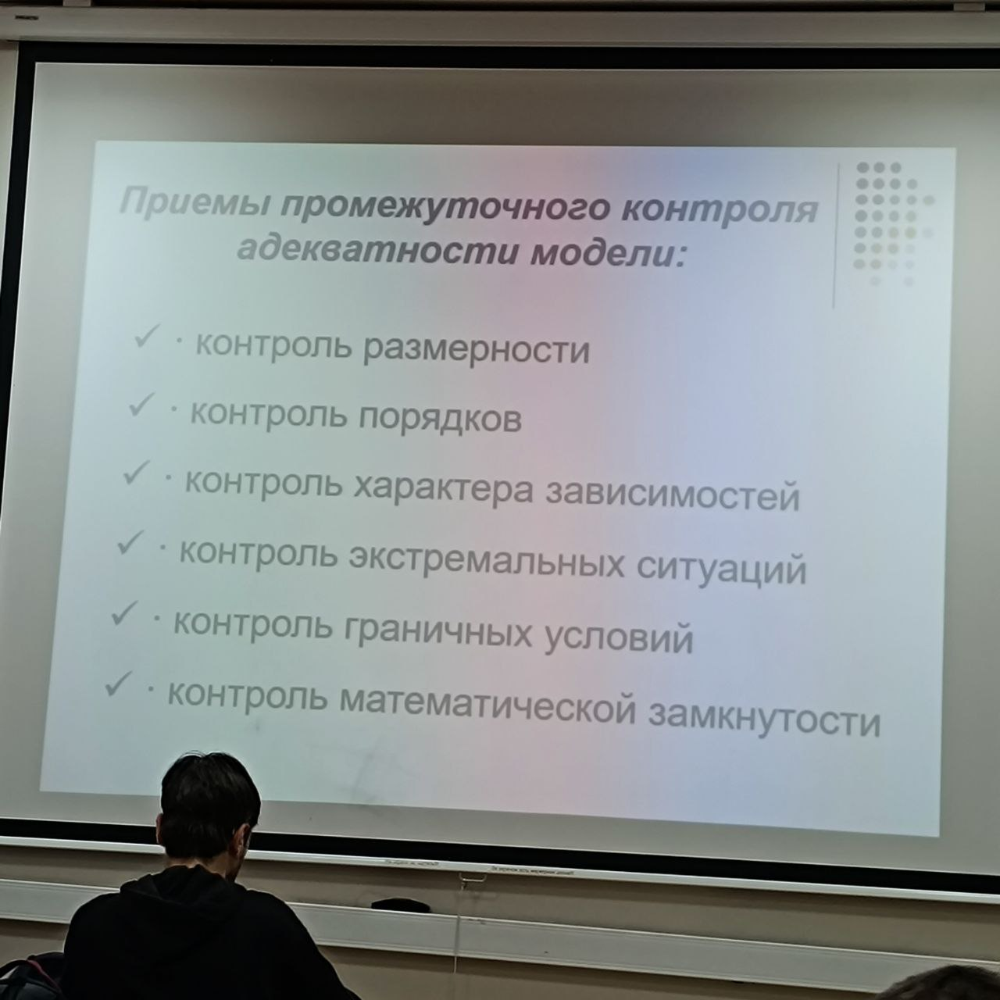 Приемы промежуточного контроля
адекватности модели:
✓ · контроль размерности
✓ · контроль порядков
✓ · контроль характера зависимостей
✓ · контроль экстремальных ситуаций
✓ · контроль граничных условий
✓ · контроль математической замкнутости